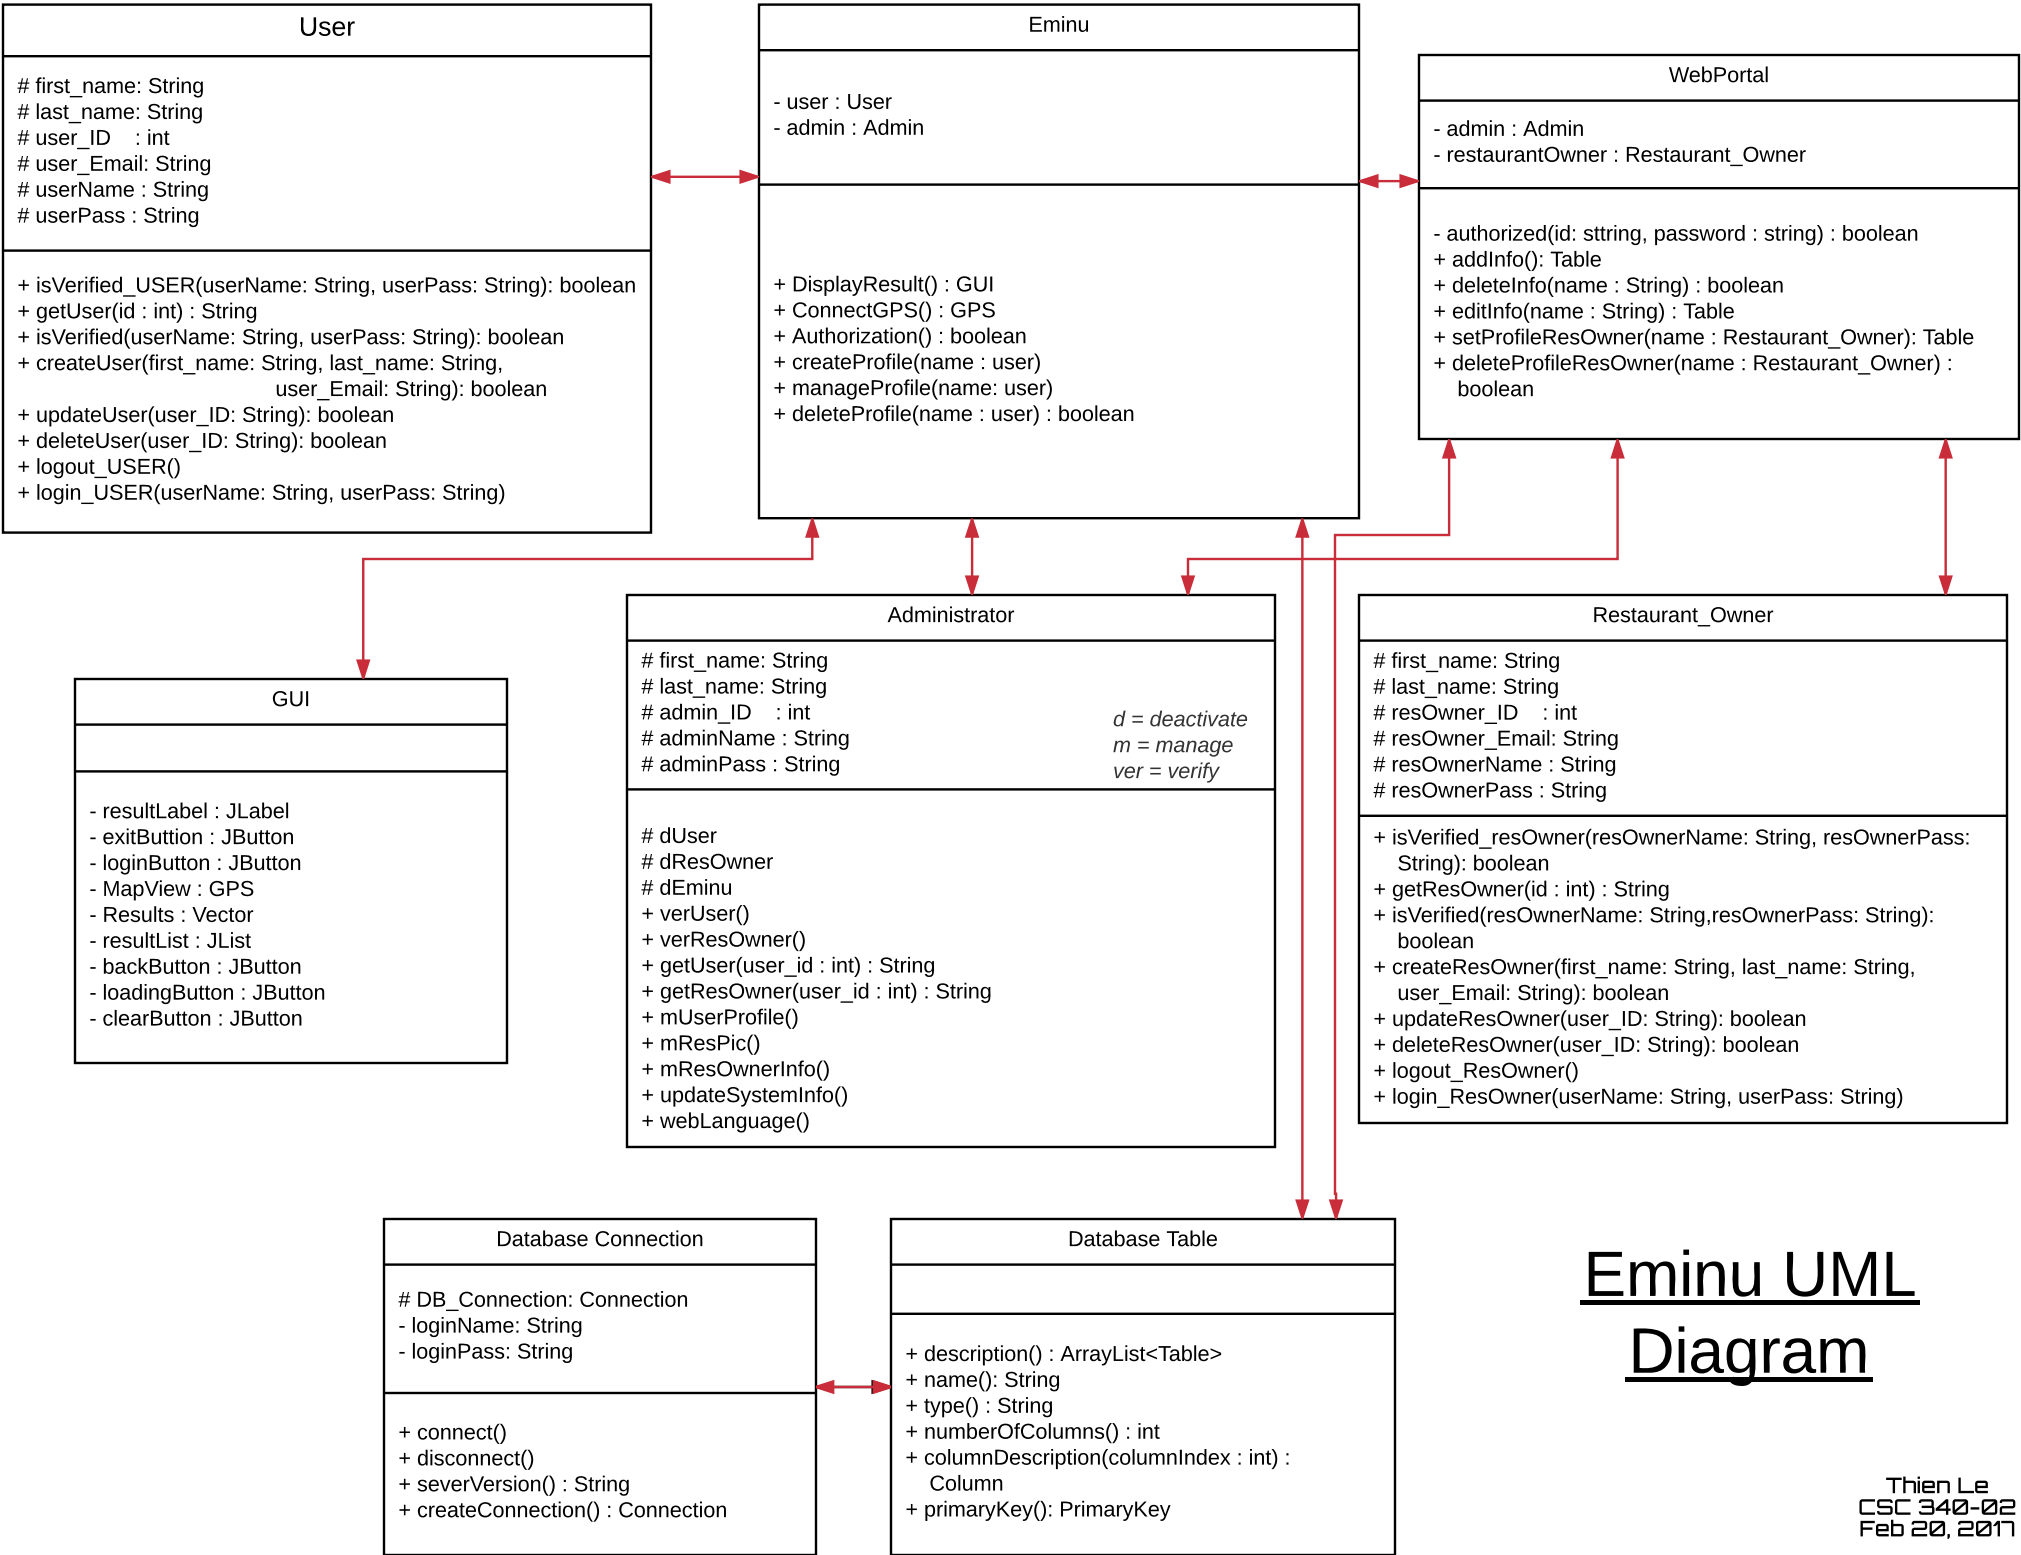 User
# first_name: String
# last_name: String
# user_ID    : int
# user_Email: String
# userName : String
# userPass : String
+ isVerified_USER(userName: String, userPass: String): boolean
+ getUser(id : int) : String
+ isVerified(userName: String, userPass: String): boolean
+ createUser(first_name: String, last_name: String,
user_Email: String): boolean
+ updateUser(user_ID: String): boolean
+ deleteUser(user_ID: String): boolean
+ logout_USER()
+ login_USER(userName: String, userPass: String)
Eminu
- user : User
- admin : Admin
+ DisplayResult() : GUI
+ ConnectGPS() : GPS
+ Authorization() : boolean
+ createProfile(name : user)
+ manageProfile(name: user)
+ deleteProfile(name : user) : boolean
WebPortal
- admin : Admin
- restaurantOwner : Restaurant_Owner
- authorized(id: sttring, password : string) : boolean
+ addInfo(): Table
+ deleteInfo(name : String) : boolean
+ editInfo(name : String) : Table
+ setProfileResOwner(name : Restaurant_Owner): Table
+ deleteProfileResOwner(name : Restaurant_Owner) :
boolean
GUI
- resultLabel : JLabel
- exitButtion : JButton
- loginButton : JButton
- MapView : GPS
- Results : Vector
- resultList : JList
- backButton : JButton
- loadingButton : JButton
- clearButton : JButton
Administrator
# first_name: String
# last_name: String
# admin_ID    : int
# adminName : String
# adminPass : String
d = deactivate
m = manage
ver = verify
# dUser
# dResOwner
# dEminu
+ verUser()
+ verResOwner()
+ getUser(user_id : int) : String
+ getResOwner(user_id : int) : String
+ mUserProfile()
+ mResPic()
+ mResOwnerInfo()
+ updateSystemInfo()
+ webLanguage()
Restaurant_Owner
# first_name: String
# last_name: String
# resOwner_ID    : int
# resOwner_Email: String
# resOwnerName : String
# resOwnerPass : String
+ isVerified_resOwner(resOwnerName: String, resOwnerPass:
String): boolean
+ getResOwner(id : int) : String
+ isVerified(resOwnerName: String,resOwnerPass: String):
boolean
+ createResOwner(first_name: String, last_name: String,
user_Email: String): boolean
+ updateResOwner(user_ID: String): boolean
+ deleteResOwner(user_ID: String): boolean
+ logout_ResOwner()
+ login_ResOwner(userName: String, userPass: String)
Database Connection
# DB_Connection: Connection
- loginName: String
- loginPass: String
+ connect()
+ disconnect()
+ severVersion() : String
+ createConnection() : Connection
Database Table
+ description() : ArrayList<Table>
+ name(): String
+ type() : String
+ numberOfColumns() : int
+ columnDescription(columnIndex : int) :
Column
+ primaryKey(): PrimaryKey
Eminu UML
Diagram
Thien Le
CSC 340-02
Feb 20, 2017